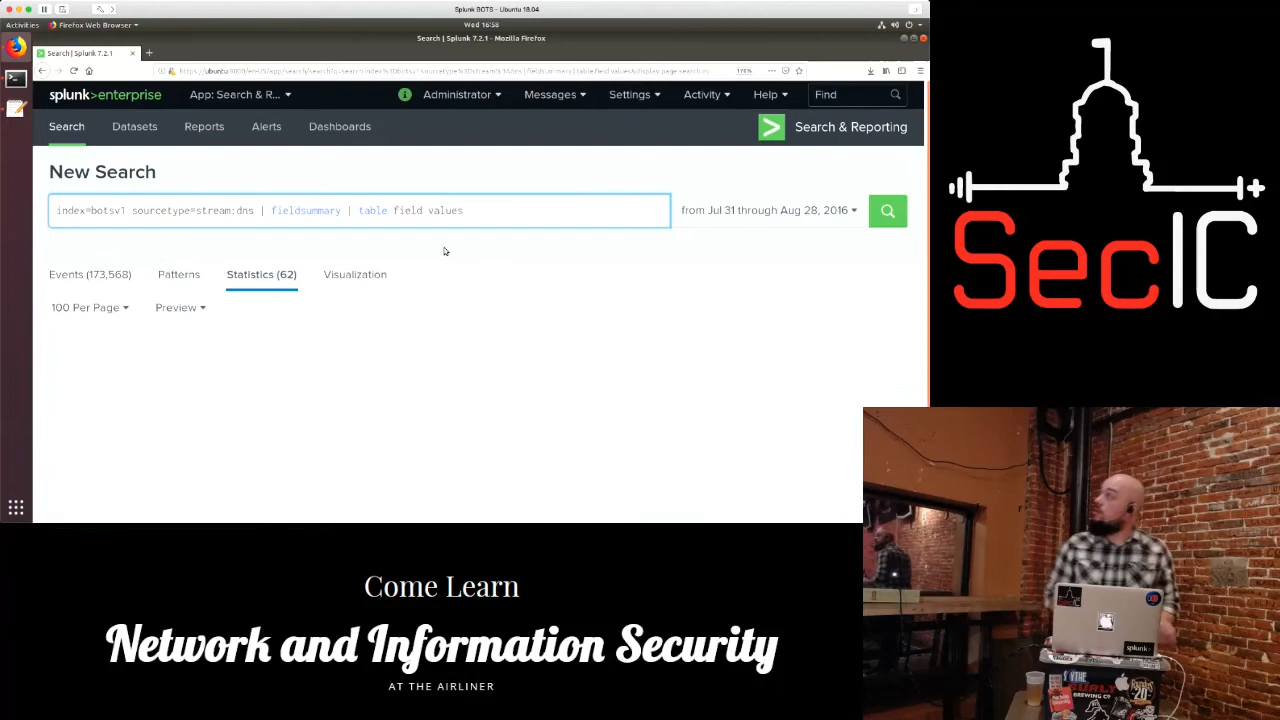 Splunk BOTS- Ubuntu 18.04
Activities
Firefox Web Browser
Wed 16:58
Search | Splunk 7.2.1 - Mozilla Firefox
Search | Splunk 7.2.1
splunk>enterprise
App: Search & R...
Administrator
Messages
Settings
Activity
Help
Find
Search
Datasets
Reports
Alerts
Dashboards
Search & Reporting
New Search
index=botsv1 sourcetype=stream:dns | fieldsummary | table field values
from Jul 31 through Aug 28, 2016
Events (173,568)
Patterns
Statistics (62)
Visualization
100 Per Page
Preview
SecIC
Come Learn
Network and Information Security
AT THE AIRLINER
splunk>
SURLY
BREWING CO